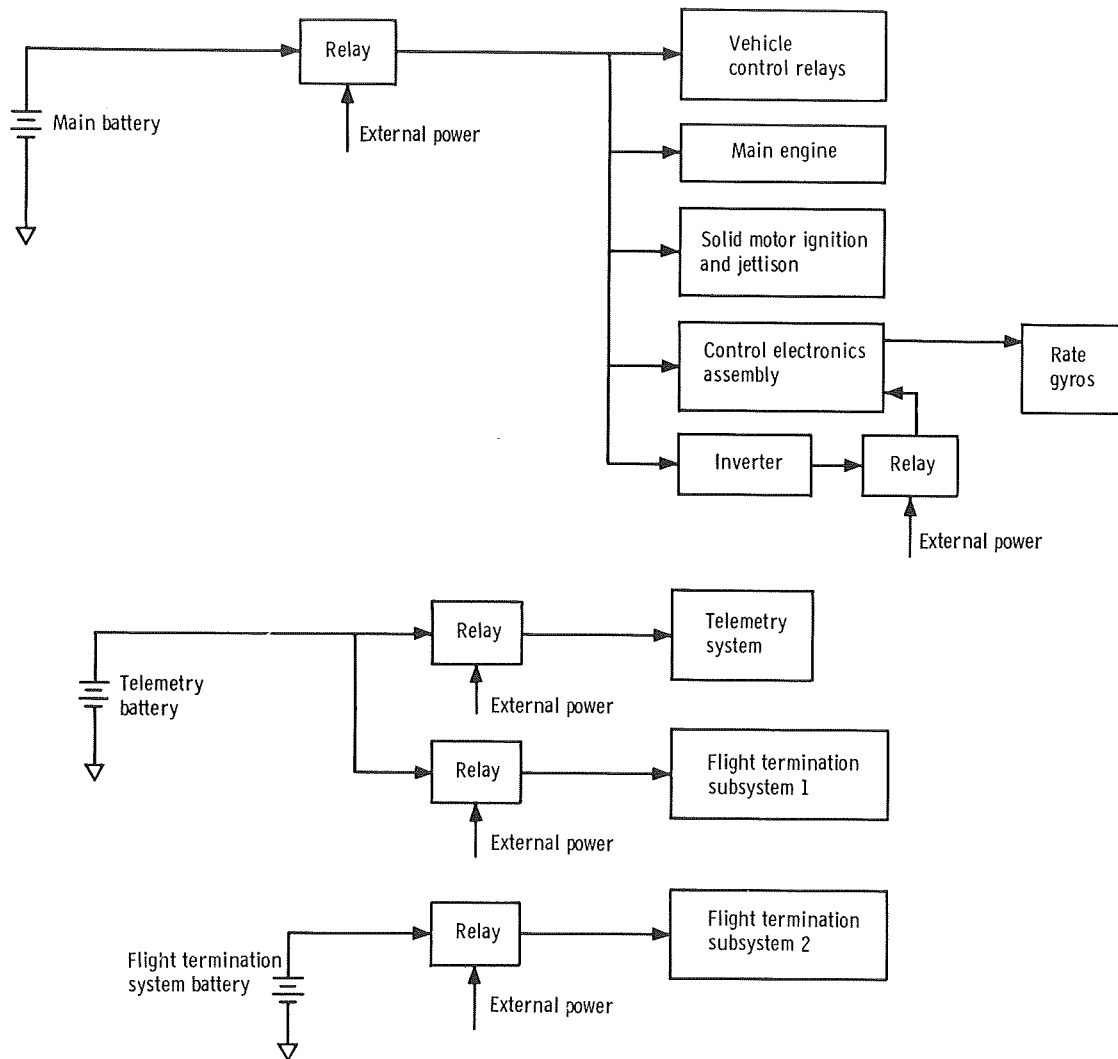 Relay
Vehicle
control relays
Main battery
External power
Main engine
Solid motor ignition
and jettison
Control electronics
assembly
Rate
gyros
Inverter
Relay
External power
Relay
Telemetry
system
Telemetry
battery
External power
Relay
Flight termination
subsystem 1
External power
Relay
Flight termination
subsystem 2
Flight termination
system battery
External power